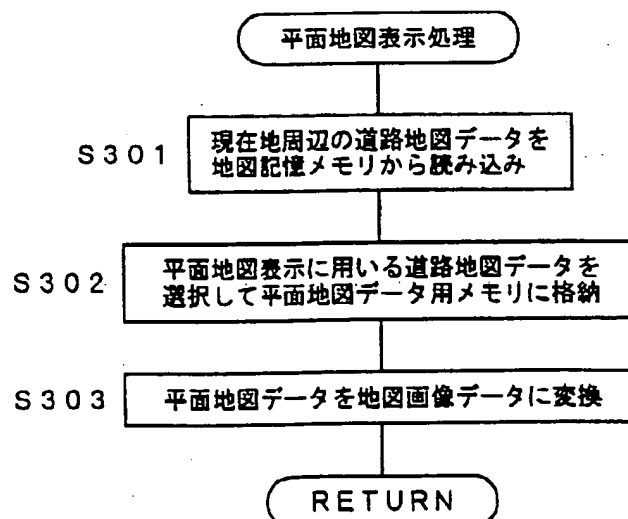 平面地図表示処理
S301
現在地周辺の道路地図データを
地図記憶メモリから読み込み
S302
平面地図表示に用いる道路地図データを
選択して平面地図データ用メモリに格納
S303
平面地図データを地図画像データに変換
RETURN